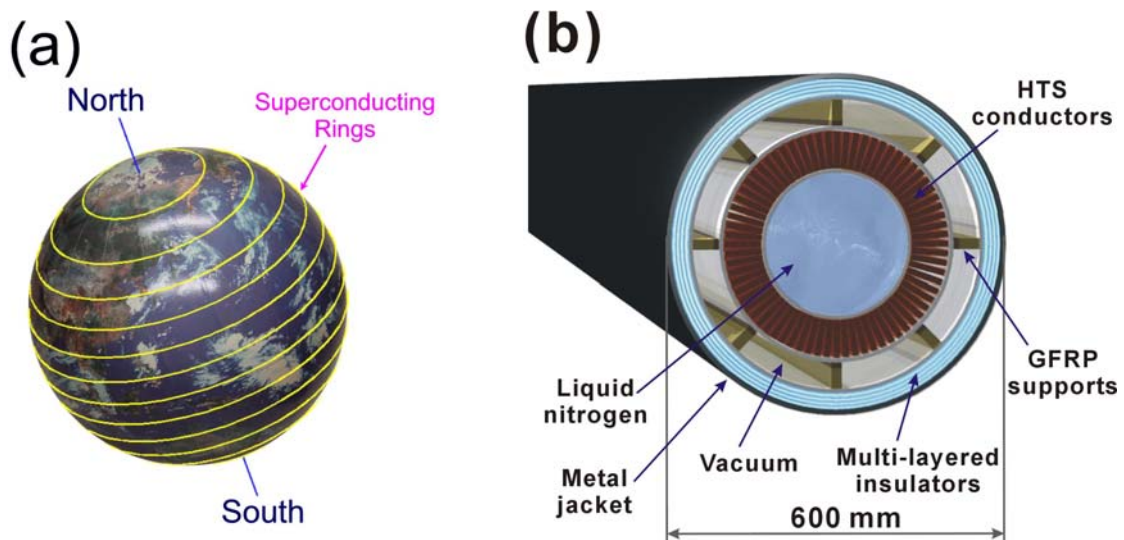 (a)
North
Superconducting
Rings
South
(b)
HTS
conductors
GFRP
supports
Liquid
nitrogen
Metal
jacket
Vacuum
Multi-layered
insulators
600 mm